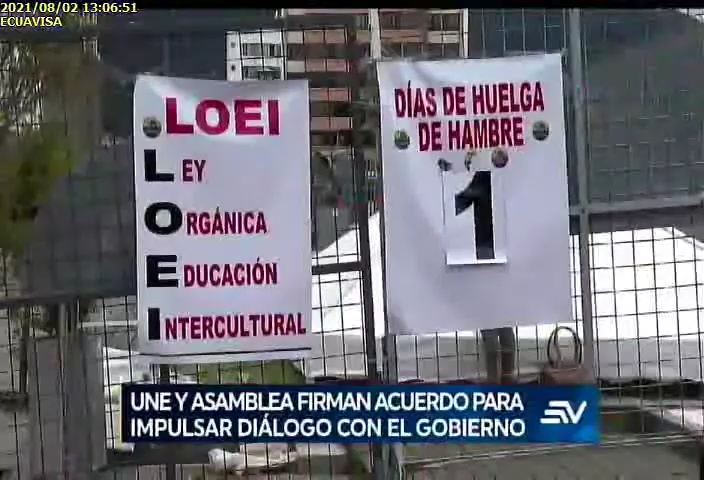 2021/08/02 13:06:51
ECUAVISA
LOEI
LEY
ORGÁNICA
EDUCACIÓN
INTERCULTURAL
DÍAS DE HUELGA
DE HAMBRE
1
UNE Y ASAMBLEA FIRMAN ACUERDO PARA
IMPULSAR DIÁLOGO CON EL GOBIERNO